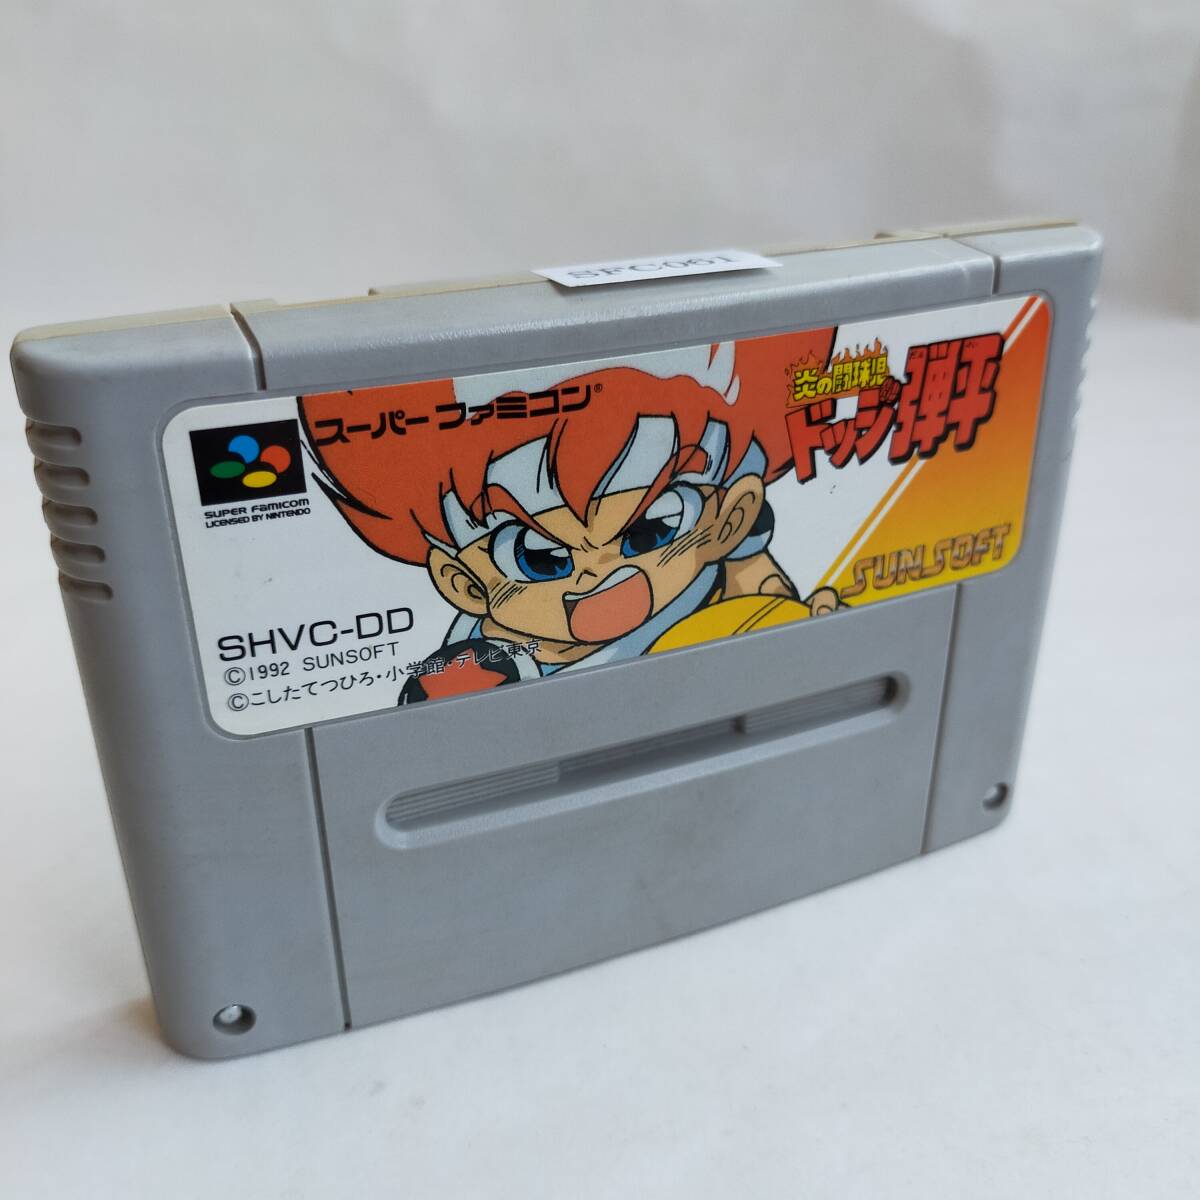 SFC061
スーパーファミコン®
SUPER FAMICOM
LICENSED BY NINTENDO
炎の闘球児
ドッジ弾平
SUNSOFT
SHVC-DD
©1992 SUNSOFT
©こしたてつひろ・小学館・テレビ東京